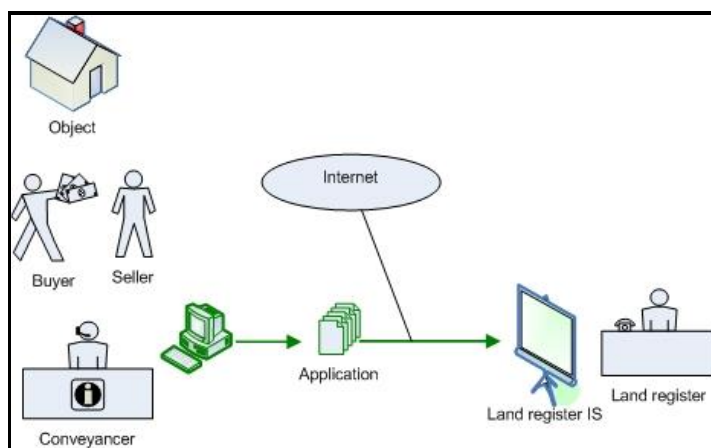 Object
Internet
Buyer
Seller
Application
Land register IS
Land register
Conveyancer